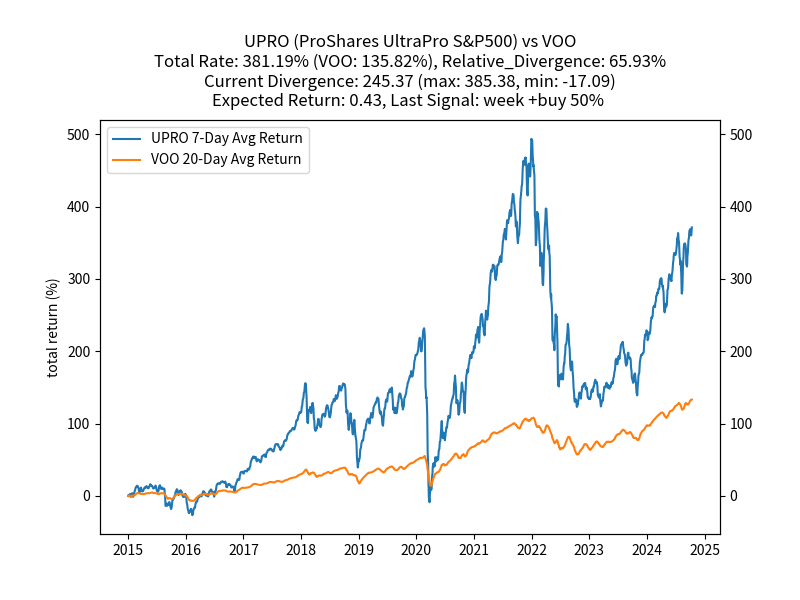 UPRO (ProShares UltraPro S&P500) vs VOO
Total Rate: 381.19% (VOO: 135.82%), Relative_Divergence: 65.93%
Current Divergence: 245.37 (max: 385.38, min: -17.09)
Expected Return: 0.43, Last Signal: week +buy 50%
UPRO 7-Day Avg Return
VOO 20-Day Avg Return
total return (%)
500
400
300
200
100
0
500
400
300
200
100
0
2015 2016 2017 2018 2019 2020 2021 2022 2023 2024 2025